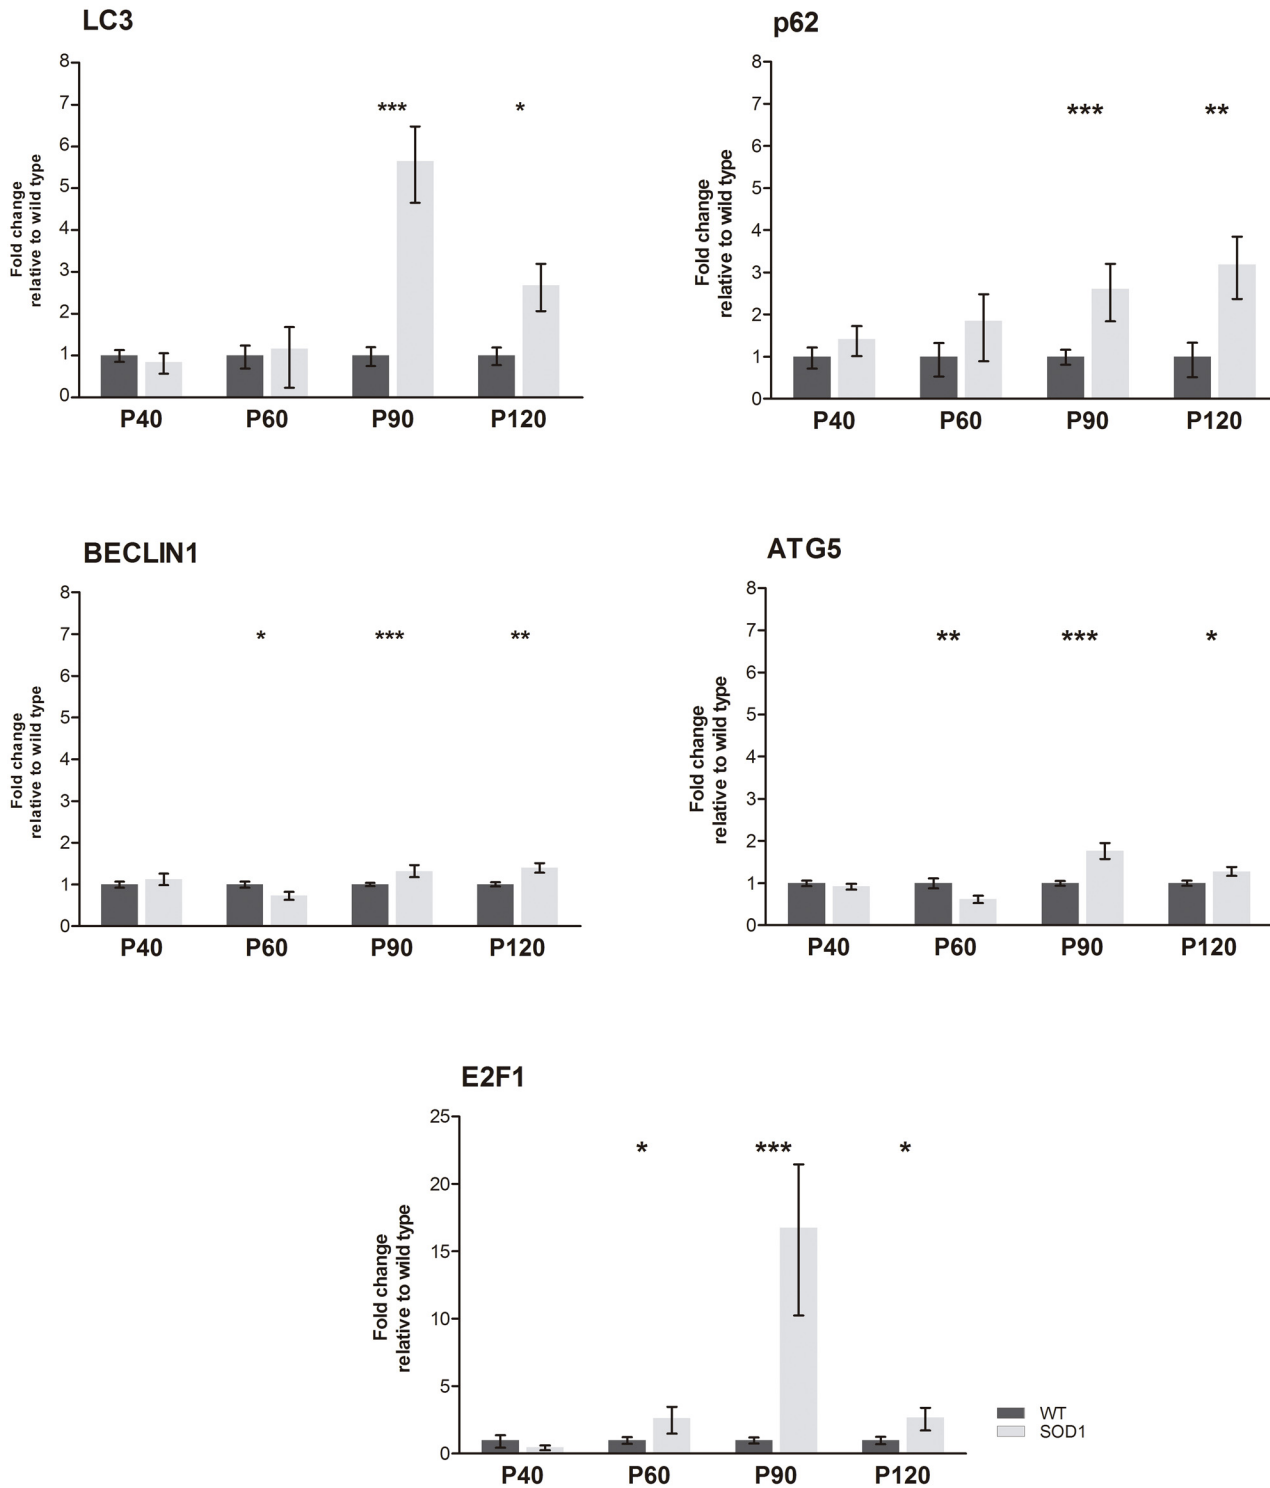 LC3
8
7
6
5
4
3
2
1
0
Fold change
relative to wild type
***
*
P40 P60 P90 P120
p62
8
7
6
5
4
3
2
1
0
Fold change
relative to wild type
***
**
P40 P60 P90 P120
BECLIN1
8
7
6
5
4
3
2
1
0
Fold change
relative to wild type
*
***
**
P40 P60 P90 P120
ATG5
8
7
6
5
4
3
2
1
0
Fold change
relative to wild type
**
***
*
P40 P60 P90 P120
E2F1
25
20
15
10
5
0
Fold change
relative to wild type
*
***
*
P40 P60 P90 P120
WT
SOD1